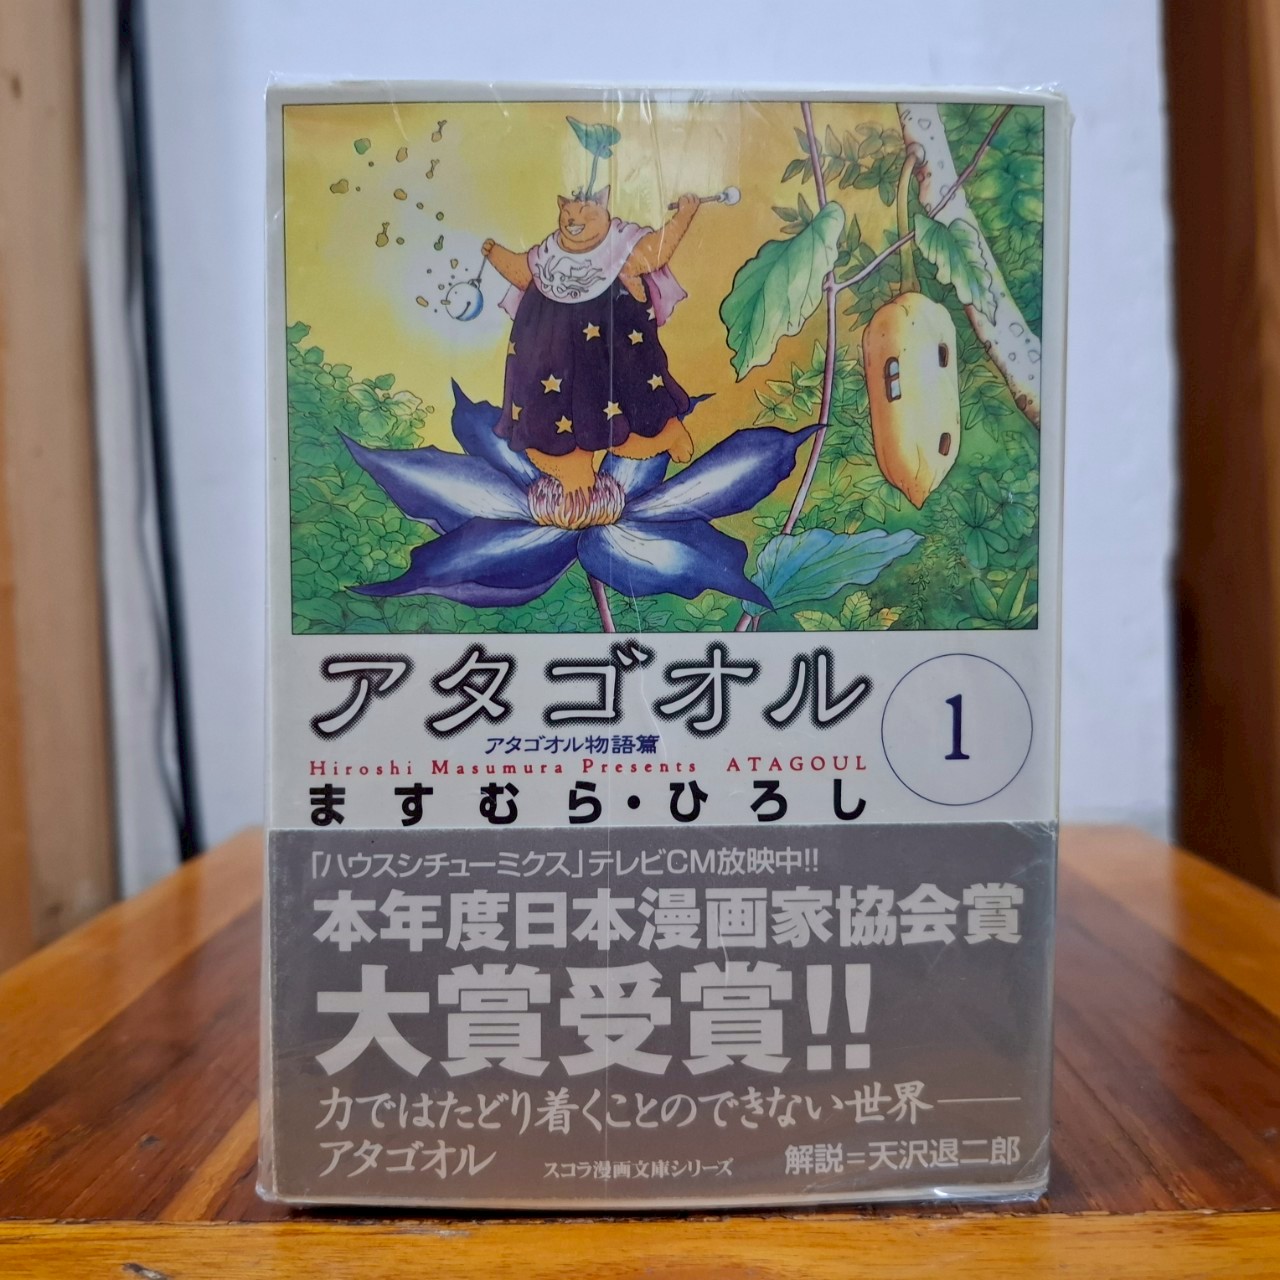 アタゴオル
1
アタゴオル物語篇
Hiroshi Masumura Presents ATAGOUL
ますむら・ひろし
「ハウスシチューミクス」テレビCM放映中!!
本年度日本漫画家協会賞
大賞受賞!!
力ではたどり着くことのできない世界――
アタゴオル
スコラ漫画文庫シリーズ
解説=天沢退二郎